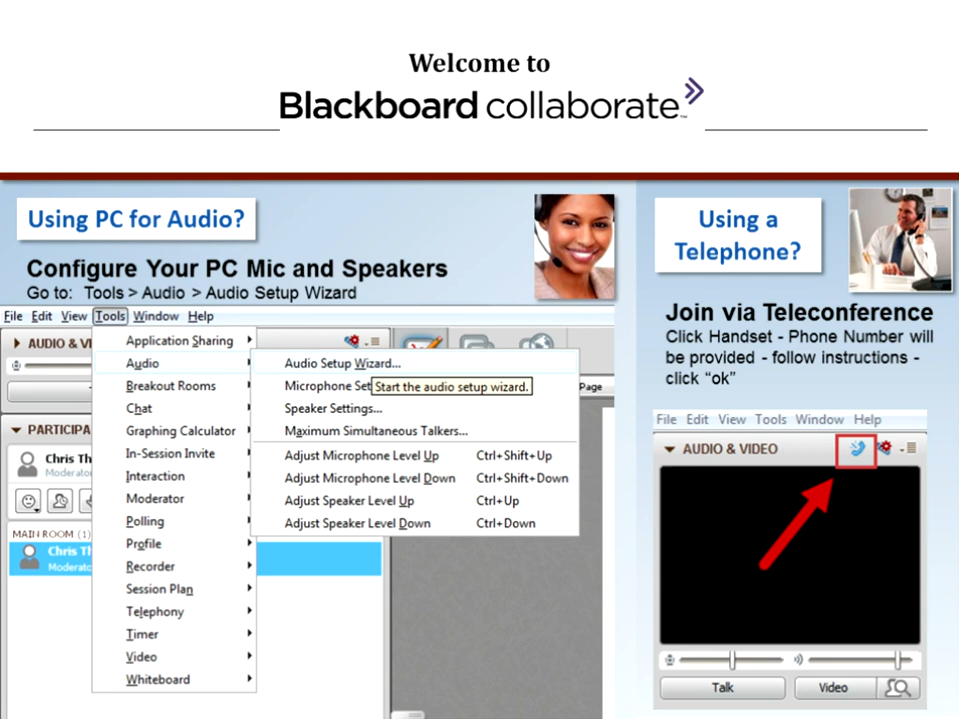 Welcome to
Blackboard collaborate™
Using PC for Audio?
Configure Your PC Mic and Speakers
Go to: Tools > Audio > Audio Setup Wizard
File Edit View Tools Window Help
AUDIO & VI
Application Sharing
Audio
Breakout Rooms
Chat
Graphing Calculator
In-Session Invite
Interaction
Moderator
Polling
Profile
Recorder
Session Plan
Telephony
Timer
Video
Whiteboard
Audio Setup Wizard...
Microphone Set
Start the audio setup wizard.
Speaker Settings...
Maximum Simultaneous Talkers...
Adjust Microphone Level Up Ctrl+Shift+Up
Adjust Microphone Level Down Ctrl+Shift+Down
Adjust Speaker Level Up Ctrl+Up
Adjust Speaker Level Down Ctrl+Down
Page
PARTICIPA
Chris Th
Moderato
MAIN ROOM (1)
Chris Th
Moderato
Using a
Telephone?
Join via Teleconference
Click Handset - Phone Number will
be provided - follow instructions -
click “ok”
File Edit View Tools Window Help
AUDIO & VIDEO
Talk Video